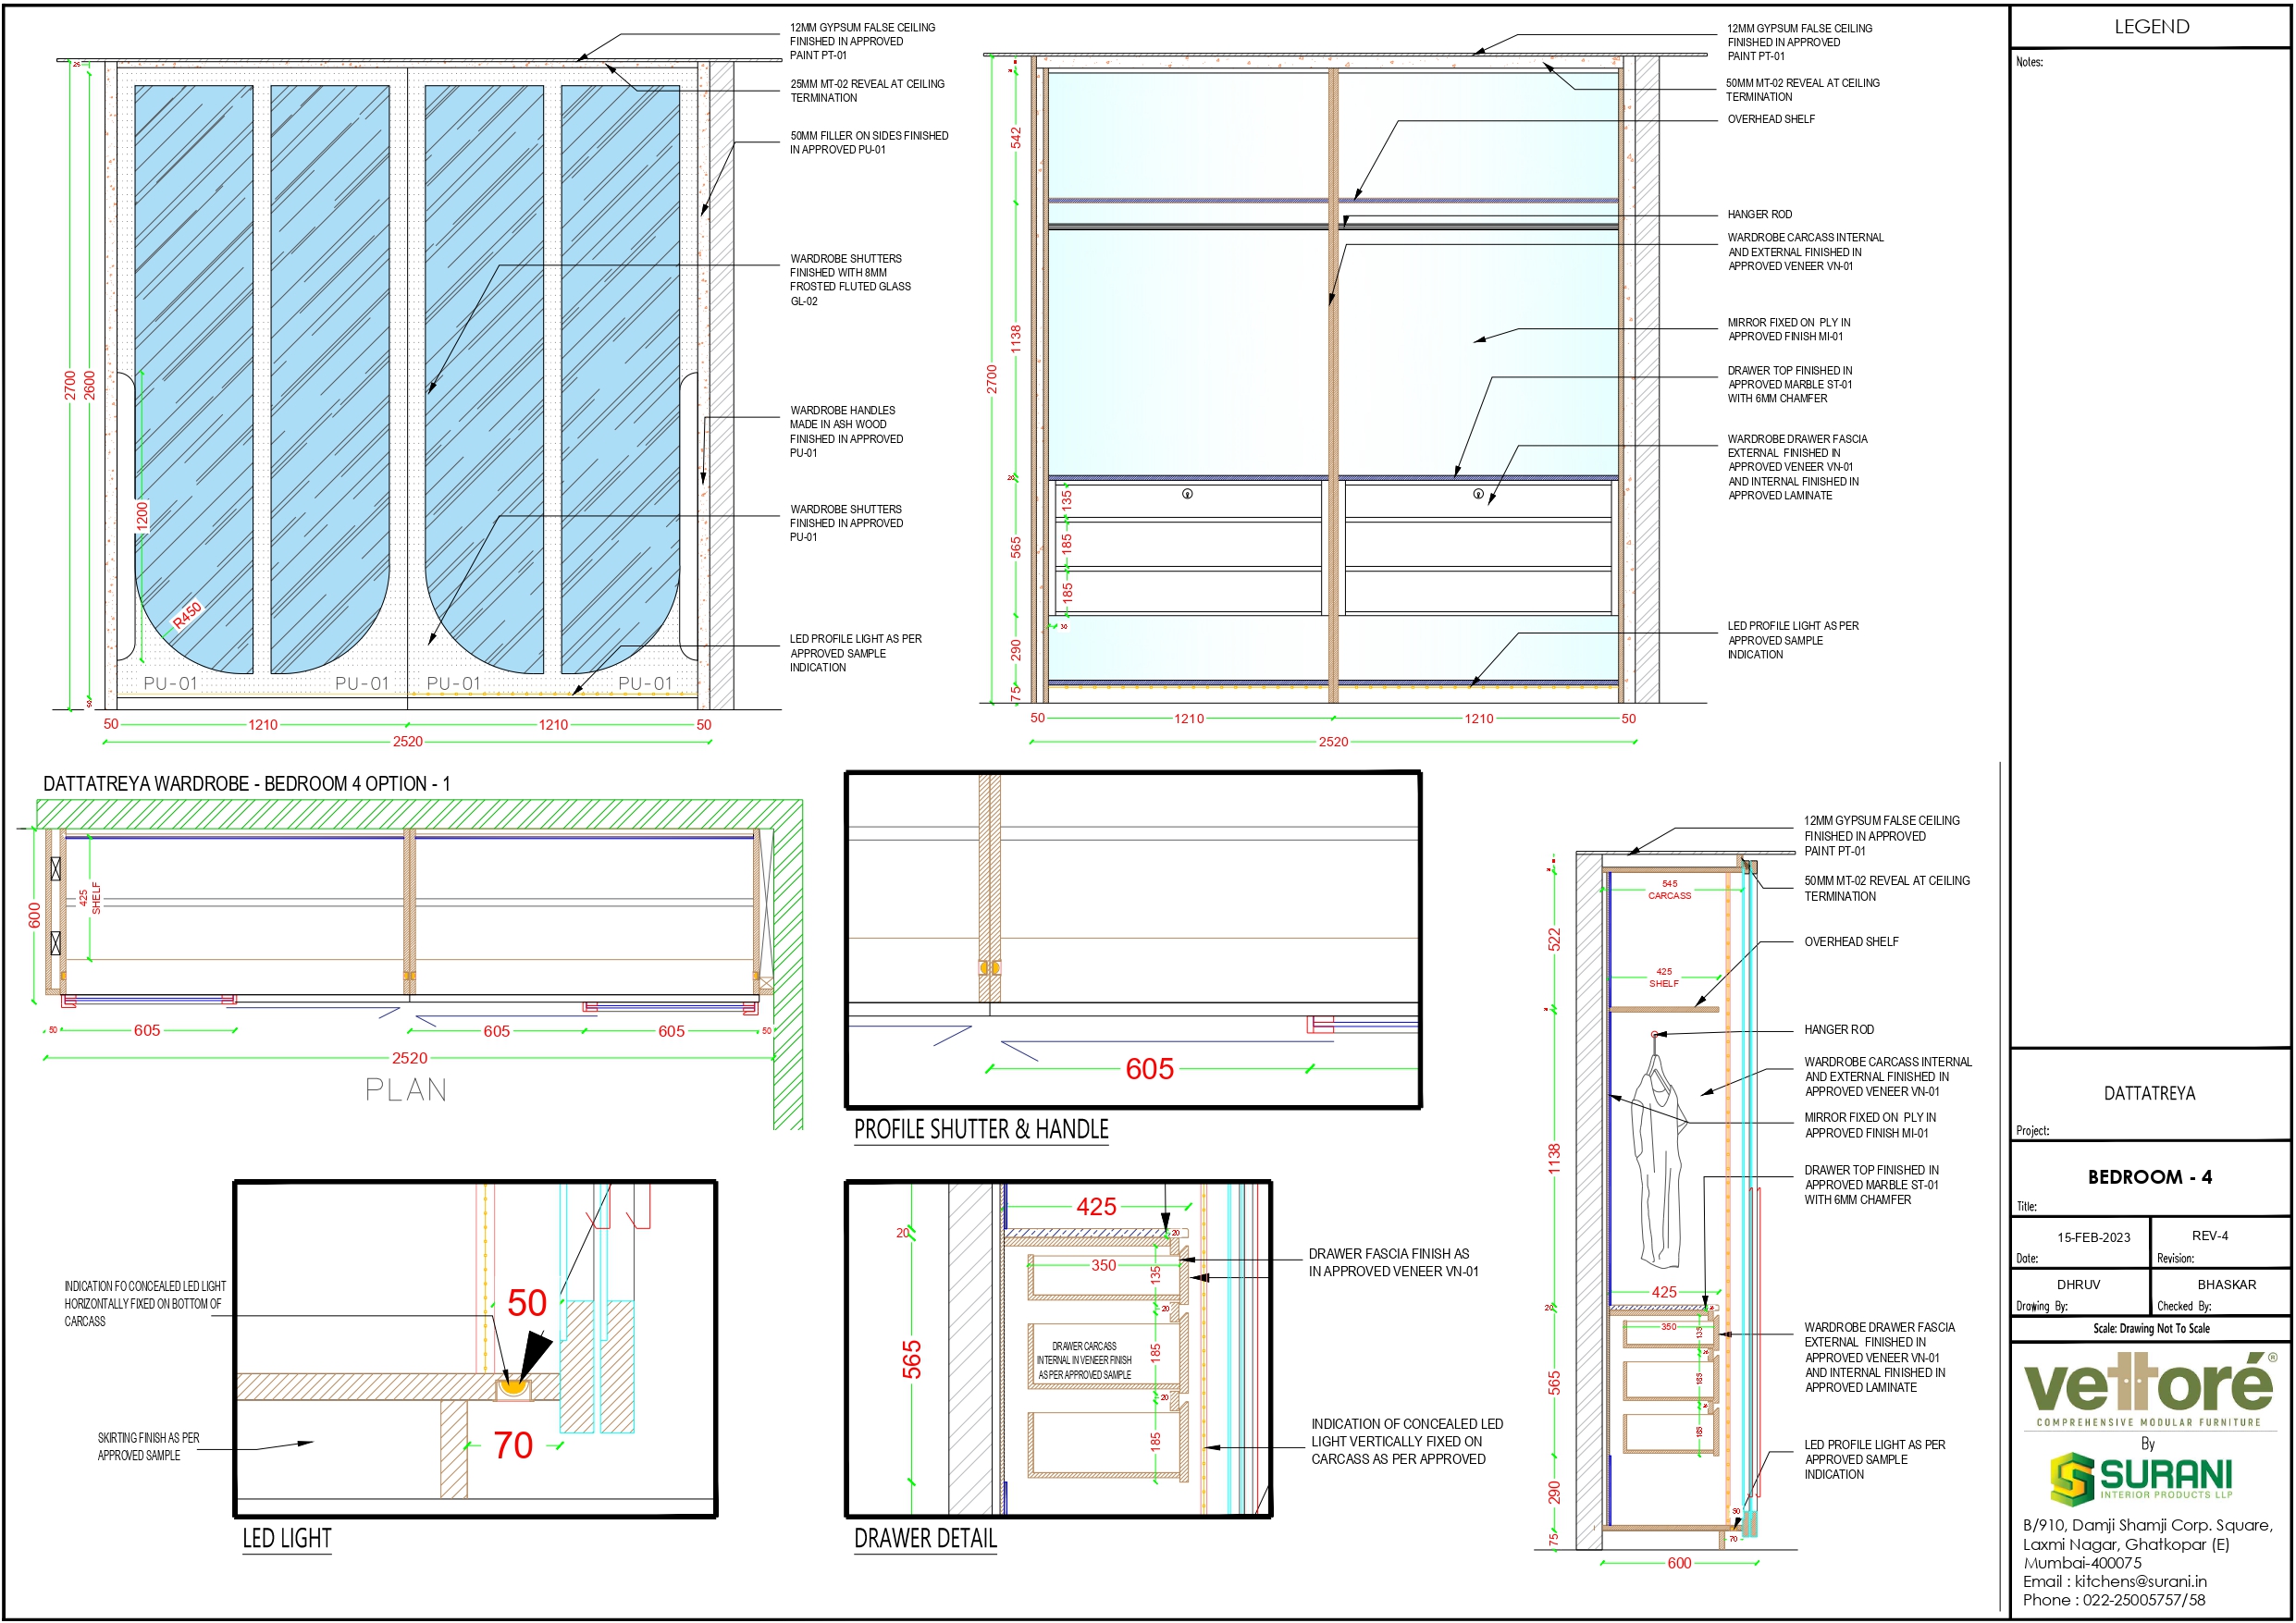 12MM GYPSUM FALSE CEILING
FINISHED IN APPROVED
PAINT PT-01
25MM MT-02 REVEAL AT CEILING
TERMINATION
50MM FILLER ON SIDES FINISHED
IN APPROVED PU-01
WARDROBE SHUTTERS
FINISHED WITH 8MM
FROSTED FLUTED GLASS
GL-02
WARDROBE HANDLES
MADE IN ASH WOOD
FINISHED IN APPROVED
PU-01
WARDROBE SHUTTERS
FINISHED IN APPROVED
PU-01
LED PROFILE LIGHT AS PER
APPROVED SAMPLE
INDICATION
25
2700
2600
1200
R450
PU-01 PU-01 PU-01 PU-01
50 1210 1210 50
2520
12MM GYPSUM FALSE CEILING
FINISHED IN APPROVED
PAINT PT-01
50MM MT-02 REVEAL AT CEILING
TERMINATION
OVERHEAD SHELF
HANGER ROD
WARDROBE CARCASS INTERNAL
AND EXTERNAL FINISHED IN
APPROVED VENEER VN-01
MIRROR FIXED ON PLY IN
APPROVED FINISH MI-01
DRAWER TOP FINISHED IN
APPROVED MARBLE ST-01
WITH 6MM CHAMFER
WARDROBE DRAWER FASCIA
EXTERNAL FINISHED IN
APPROVED VENEER VN-01
AND INTERNAL FINISHED IN
APPROVED LAMINATE
LED PROFILE LIGHT AS PER
APPROVED SAMPLE
INDICATION
542
2700
1138
20
135
565
185
185
30
290
75
50 1210 1210 50
2520
DATTATREYA WARDROBE - BEDROOM 4 OPTION - 1
600
425
SHELF
50 605 605 605 50
2520
PLAN
605
PROFILE SHUTTER & HANDLE
INDICATION FO CONCEALED LED LIGHT
HORIZONTALLY FIXED ON BOTTOM OF
CARCASS
SKIRTING FINISH AS PER
APPROVED SAMPLE
50
70
LED LIGHT
425
20
20
350
135
20
565
DRAWER CARCASS
INTERNAL IN VENEER FINISH
AS PER APPROVED SAMPLE
185
20
185
DRAWER FASCIA FINISH AS
IN APPROVED VENEER VN-01
INDICATION OF CONCEALED LED
LIGHT VERTICALLY FIXED ON
CARCASS AS PER APPROVED
DRAWER DETAIL
12MM GYPSUM FALSE CEILING
FINISHED IN APPROVED
PAINT PT-01
50MM MT-02 REVEAL AT CEILING
TERMINATION
OVERHEAD SHELF
HANGER ROD
WARDROBE CARCASS INTERNAL
AND EXTERNAL FINISHED IN
APPROVED VENEER VN-01
MIRROR FIXED ON PLY IN
APPROVED FINISH MI-01
DRAWER TOP FINISHED IN
APPROVED MARBLE ST-01
WITH 6MM CHAMFER
WARDROBE DRAWER FASCIA
EXTERNAL FINISHED IN
APPROVED VENEER VN-01
AND INTERNAL FINISHED IN
APPROVED LAMINATE
LED PROFILE LIGHT AS PER
APPROVED SAMPLE
INDICATION
545
CARCASS
522
425
SHELF
1138
425
20
350
135
185
565
185
290
50
75
70
600
LEGEND
Notes:
DATTATREYA
Project:
BEDROOM - 4
Title:
15-FEB-2023
Date:
REV-4
Revision:
DHRUV
Drawing By:
BHASKAR
Checked By:
Scale: Drawing Not To Scale
vettoré®
COMPREHENSIVE MODULAR FURNITURE
By
SURANI
INTERIOR PRODUCTS LLP
B/910, Damji Shamji Corp. Square,
Laxmi Nagar, Ghatkopar (E)
Mumbai-400075
Email : kitchens@surani.in
Phone : 022-25005757/58